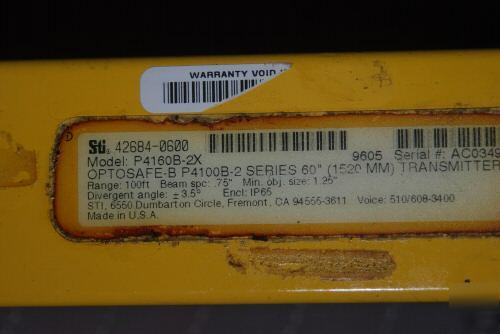 WARRANTY VOID
STI 42684-0600
Model: P4160B-2X 9605 Serial #: AC0349
OPTOSAFE-B P4100B-2 SERIES 60" (1520 MM) TRANSMITTER
Range: 100ft Beam spc: .75" Min. obj. size: 1.25"
Divergent angle: ±3.5° Encl: IP65
STI, 6550 Dumbarton Circle, Fremont, CA 94555-3611 Voice: 510/608-3400
Made in U.S.A.